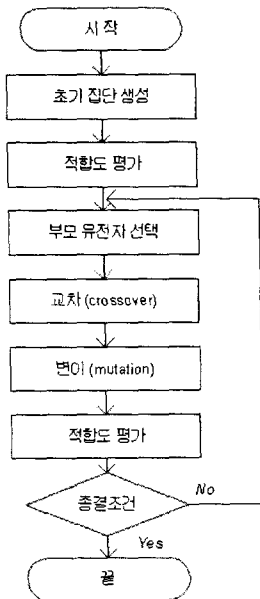 시 작
초기 집단 생성
적합도 평가
부모 유전자 선택
교차 (crossover)
변이 (mutation)
적합도 평가
종결조건
No
Yes
끝